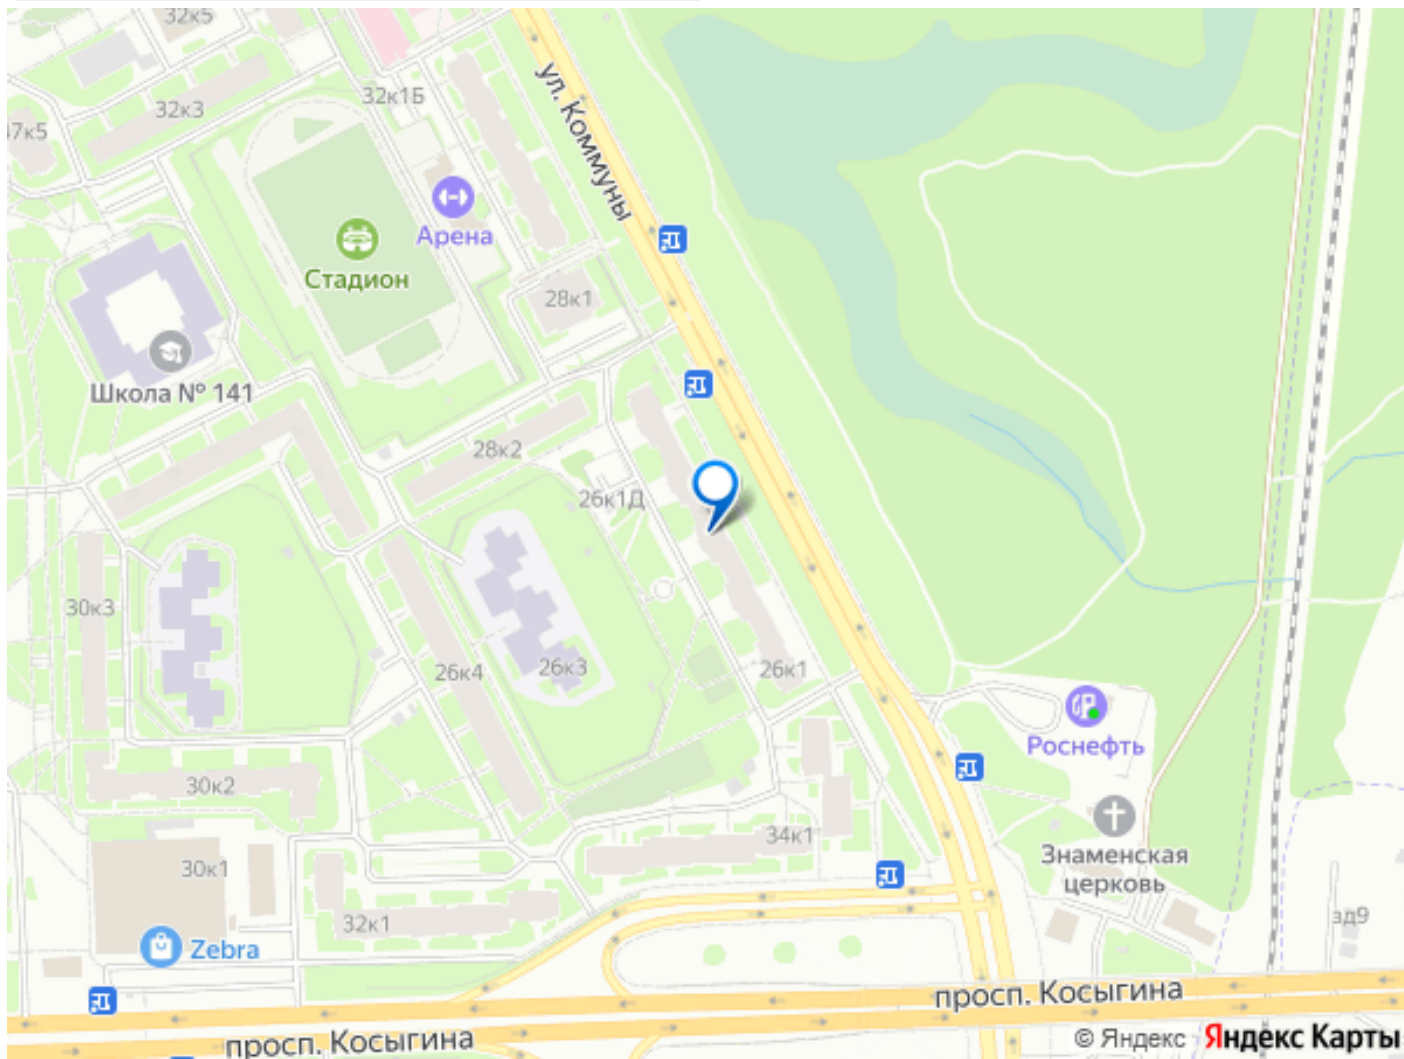 32к5
32к3
32к1Б
47к5
ул. Коммуны
Арена
Стадион
28к1
Школа № 141
28к2
26к1Д
30к3
26к4
26к3
26к1
Роснефть
30к2
34к1
Знаменская
церковь
30к1
32к1
зд9
Zebra
просп. Косыгина
просп. Косыгина
© Яндекс Яндекс Карты